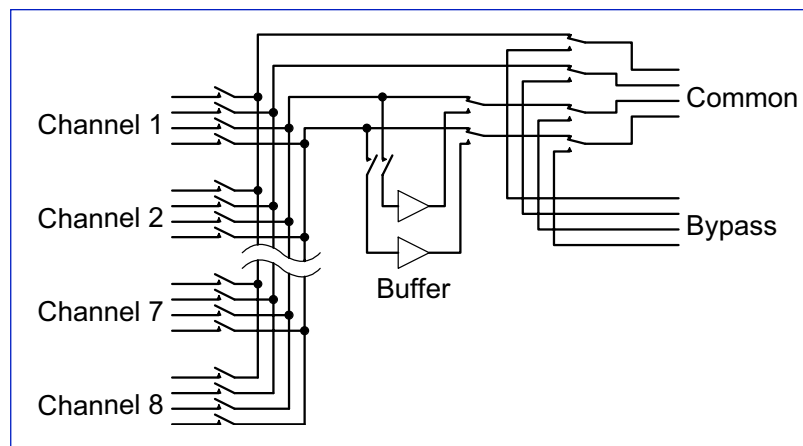 Channel 1
Channel 2
Channel 7
Channel 8
Buffer
Common
Bypass